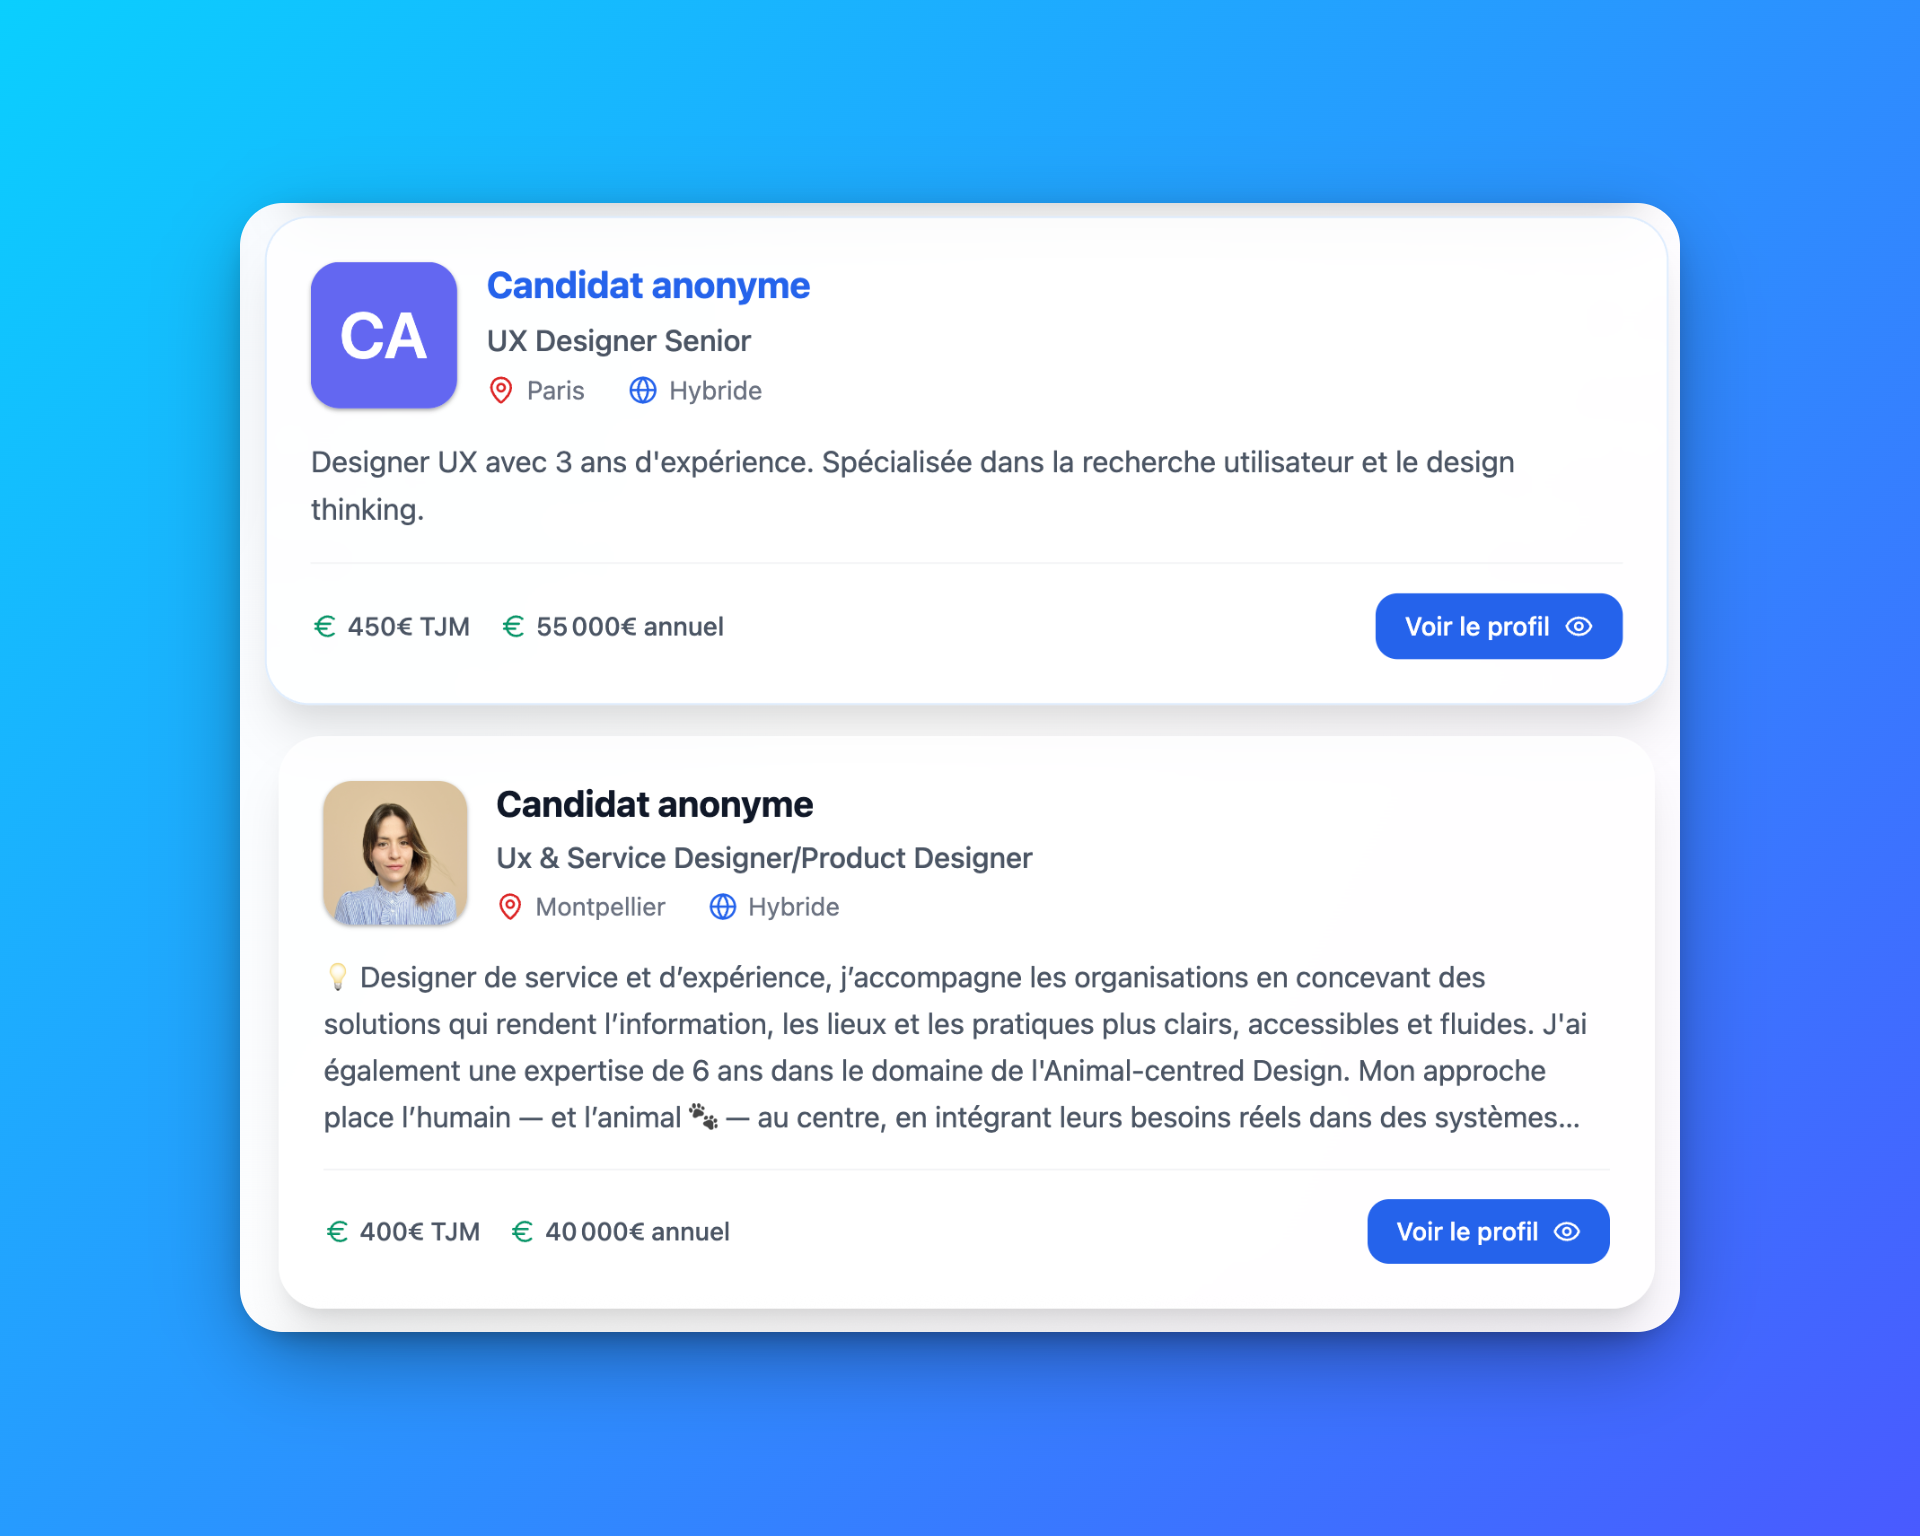 CA
Candidat anonyme
UX Designer Senior
Paris Hybride
Designer UX avec 3 ans d'expérience. Spécialisée dans la recherche utilisateur et le design
thinking.
€ 450€ TJM € 55 000€ annuel
Voir le profil
Candidat anonyme
Ux & Service Designer/Product Designer
Montpellier Hybride
💡 Designer de service et d’expérience, j’accompagne les organisations en concevant des
solutions qui rendent l’information, les lieux et les pratiques plus clairs, accessibles et fluides. J'ai
également une expertise de 6 ans dans le domaine de l'Animal-centred Design. Mon approche
place l’humain — et l’animal 🐾 — au centre, en intégrant leurs besoins réels dans des systèmes...
€ 400€ TJM € 40 000€ annuel
Voir le profil